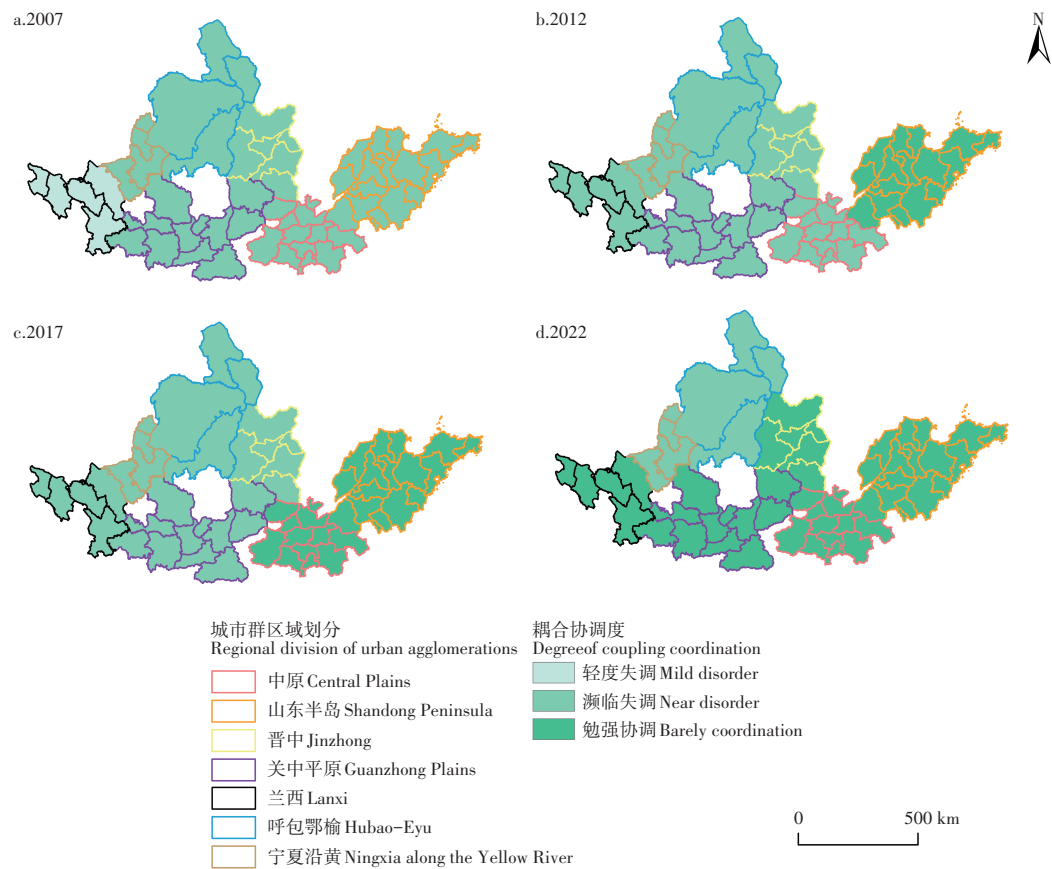 a.2007
b.2012
N
c.2017
d.2022
城市群区域划分
Regional division of urban agglomerations
中原 Central Plains
山东半岛 Shandong Peninsula
晋中 Jinzhong
关中平原 Guanzhong Plains
兰西 Lanxi
呼包鄂榆 Hubao-Eyu
宁夏沿黄 Ningxia along the Yellow River
耦合协调度
Degreeof coupling coordination
轻度失调 Mild disorder
濒临失调 Near disorder
勉强协调 Barely coordination
0 500 km